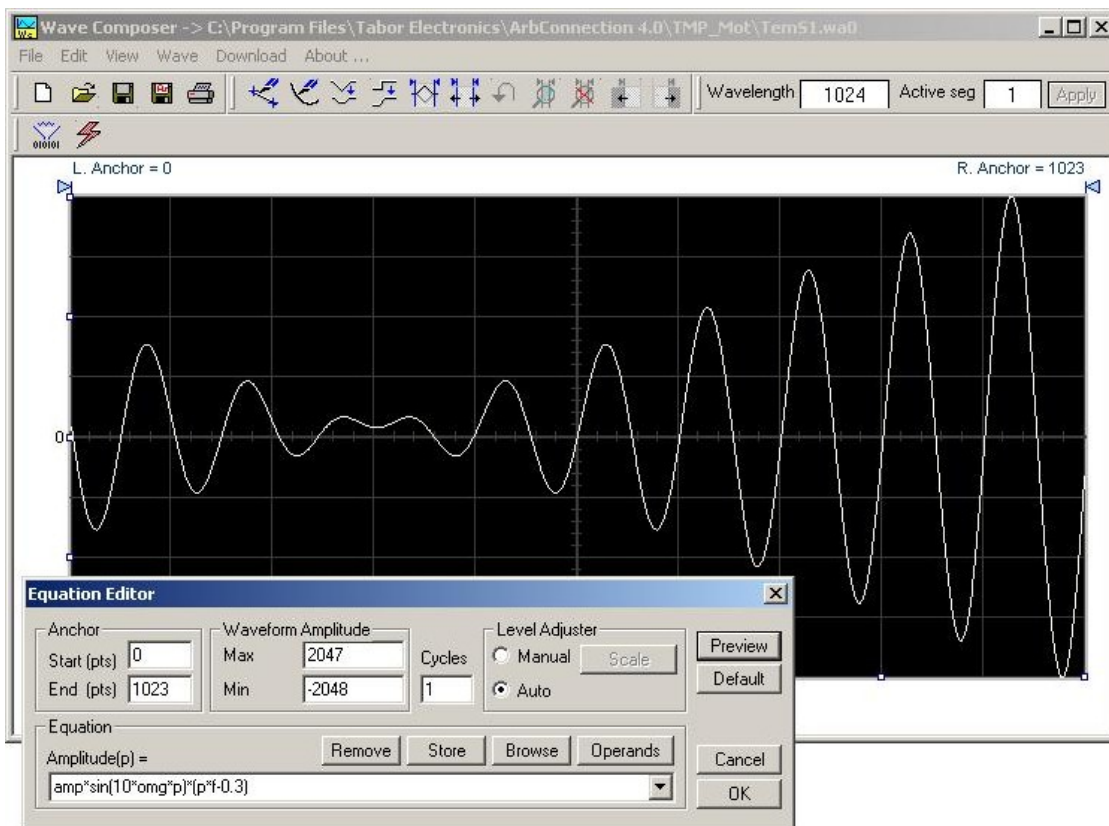 Wave Composer -> C:\Program Files\Tabor Electronics\ArbConnection 4.0\TMP_Mot\TemS1.wa0
File Edit View Wave Download About ...
Wavelength 1024 Active seg 1 Apply
010101
L. Anchor = 0 R. Anchor = 1023
0
Equation Editor
Anchor Waveform Amplitude Level Adjuster
Start (pts) 0 Max 2047 Cycles Manual Scale Preview
End (pts) 1023 Min -2048 1 Auto Default
Equation
Amplitude(p) = Remove Store Browse Operands Cancel
amp*sin(10*omg*p)*(p*f-0.3) OK